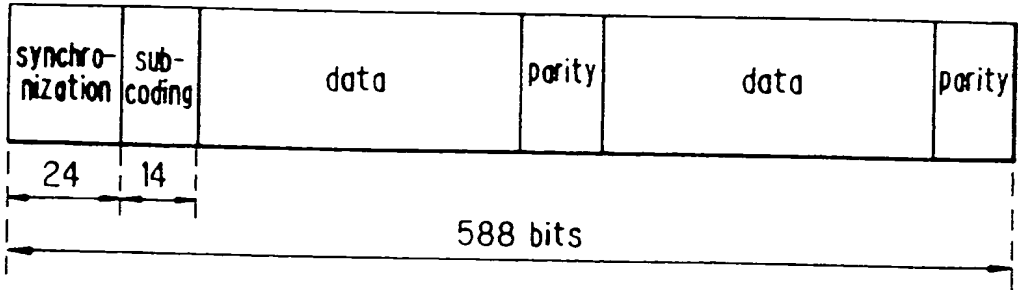 synchro-
nization
sub-
coding
data
parity
data
parity
24
14
588 bits